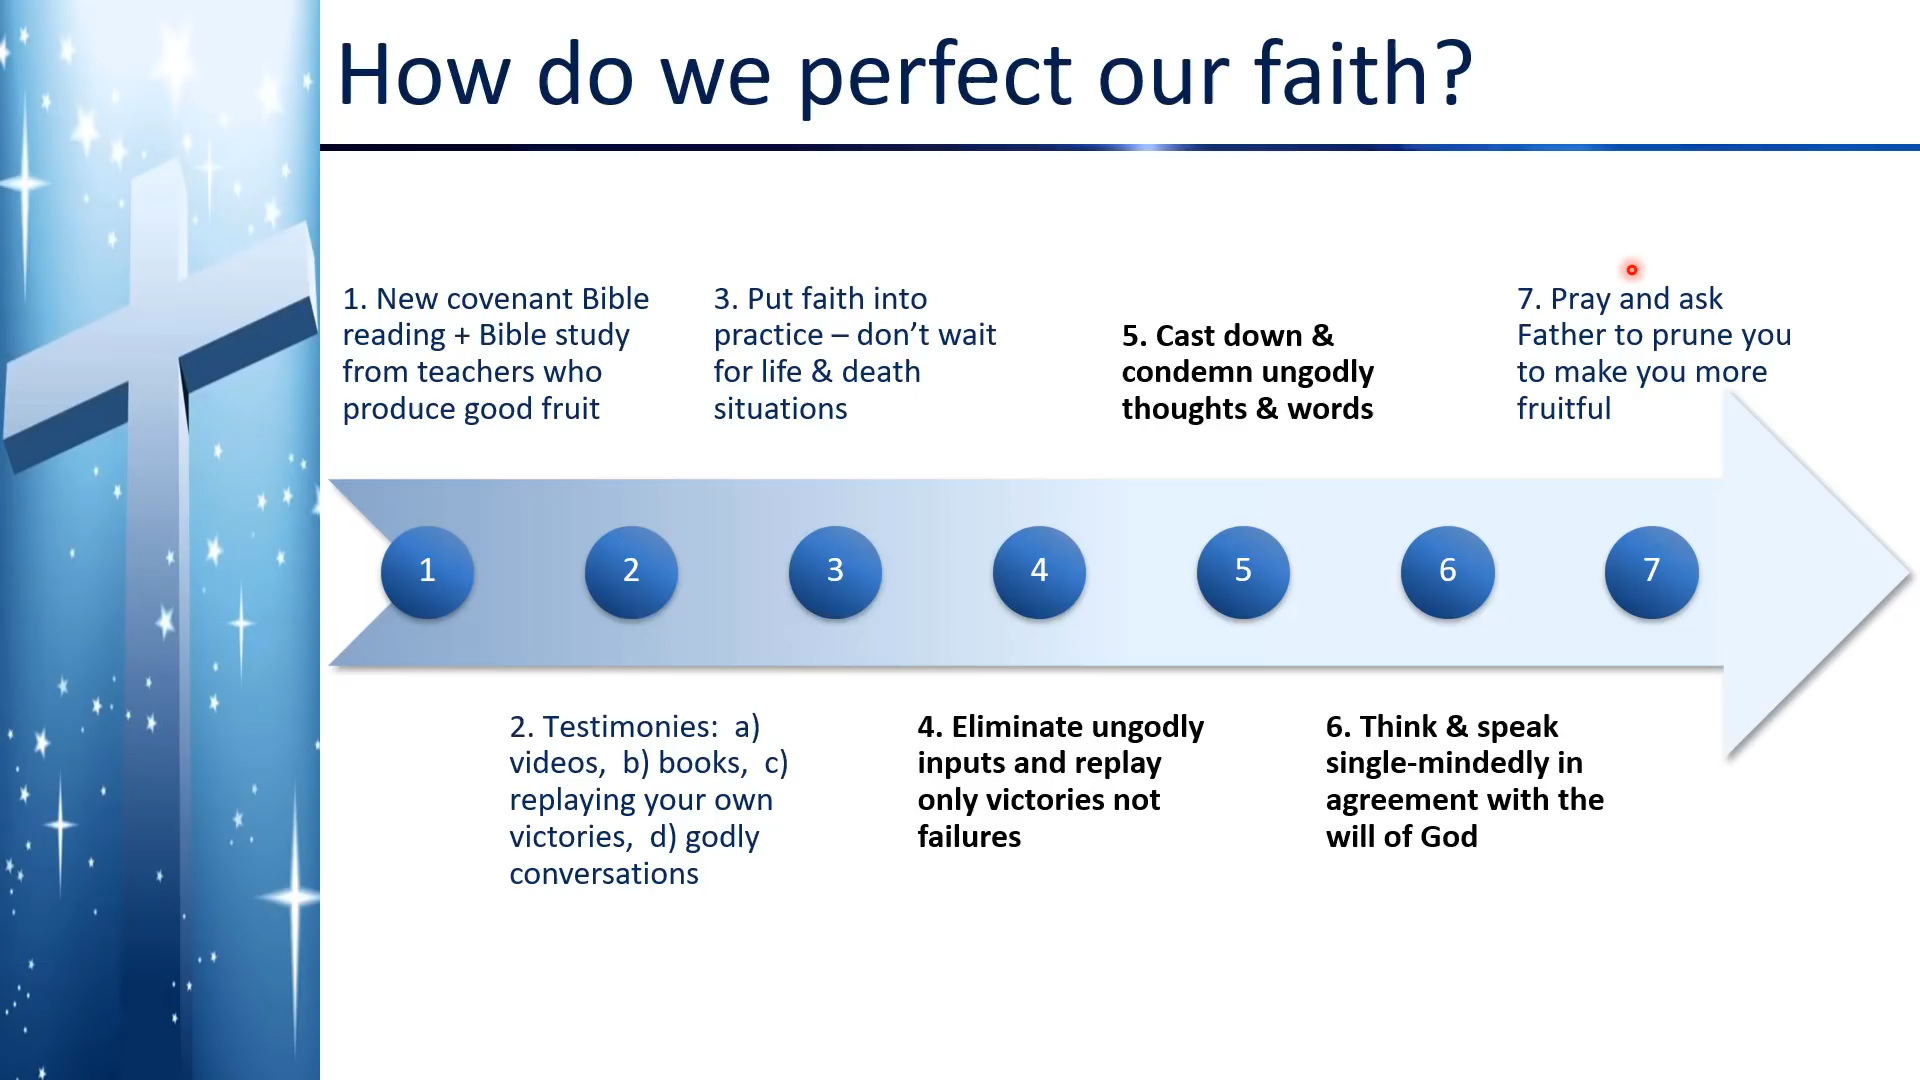 How do we perfect our faith?
1. New covenant Bible
reading + Bible study
from teachers who
produce good fruit
3. Put faith into
practice – don’t wait
for life & death
situations
5. Cast down &
condemn ungodly
thoughts & words
7. Pray and ask
Father to prune you
to make you more
fruitful
1 2 3 4 5 6 7
2. Testimonies:  a)
videos,  b) books,  c)
replaying your own
victories,  d) godly
conversations
4. Eliminate ungodly
inputs and replay
only victories not
failures
6. Think & speak
single-mindedly in
agreement with the
will of God